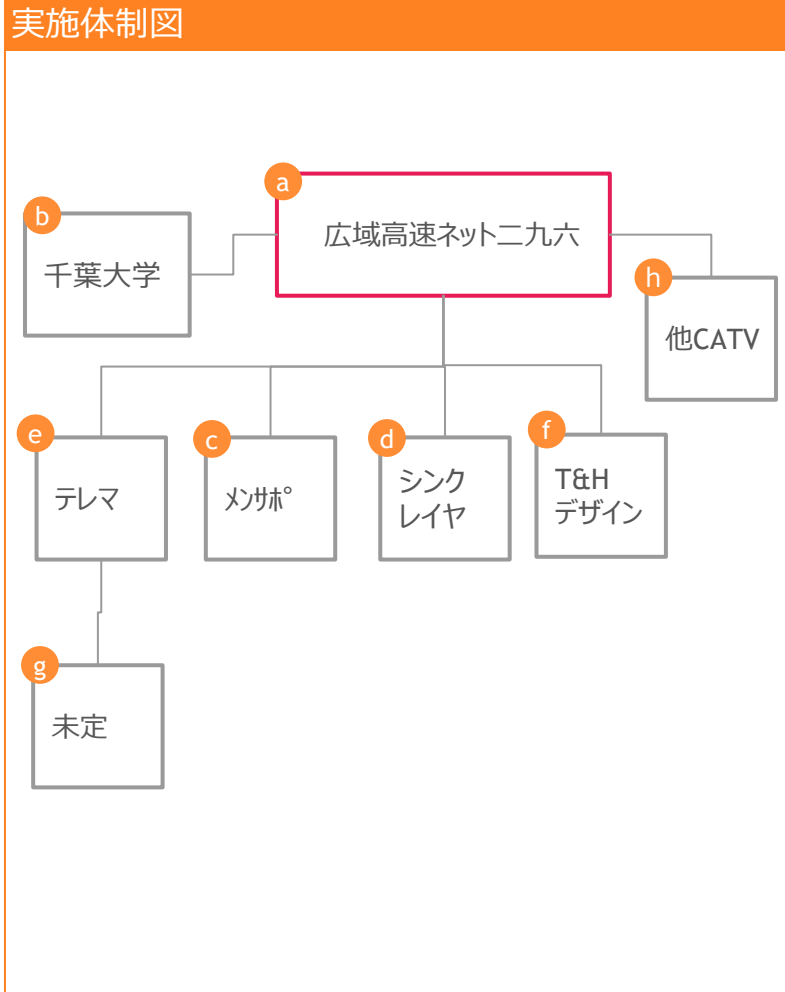 実施体制図
a
広域高速ネット二九六
b
千葉大学
h
他CATV
e
テレマ
c
ﾒﾝｻﾎﾟ
d
シンク
レイヤ
f
T&H
デザイン
g
未定